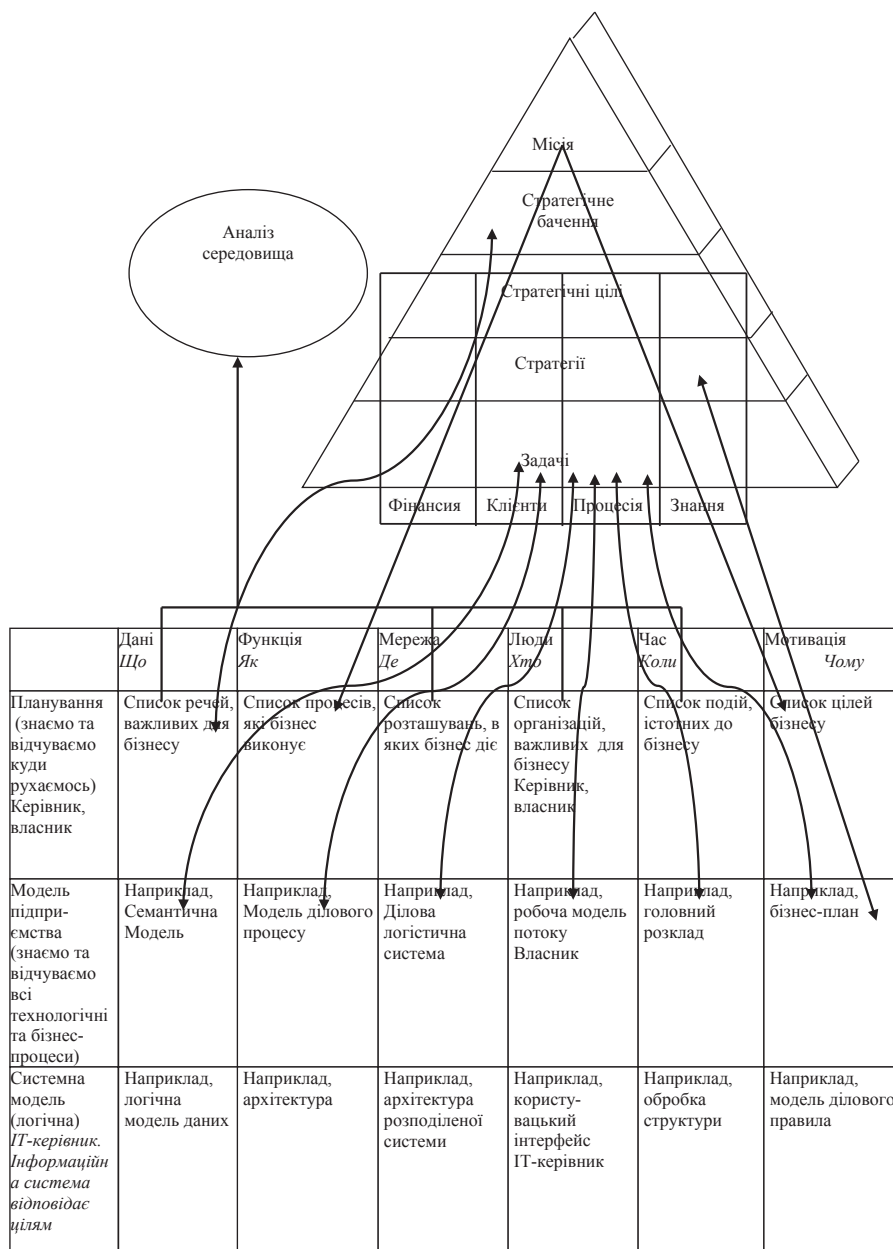 Місія
Стратегічне
бачення
Аналіз
середовища
Стратегічні цілі
Стратегії
Задачі
Фінансия
Клієнти
Процесія
Знання
Дані
Що
Функція
Як
Мережа
Де
Люди
Хто
Час
Коли
Мотивація
Чому
Планування
(знаємо та
відчуваємо
куди
рухаємось)
Керівник,
власник
Список речей,
важливих для
бізнесу
Список процесів,
які бізнес
виконує
Список
розташувань, в
яких бізнес діє
Список
організацій,
важливих для
бізнесу
Керівник,
власник
Список подій,
істотних до
бізнесу
Список цілей
бізнесу
Модель
підпри-
ємства
(знаємо та
відчуваємо
всі
технологічні
та бізнес-
процеси)
Наприклад,
Семантична
Модель
Наприклад,
Модель ділового
процесу
Наприклад,
Ділова
логістична
система
Наприклад,
робоча модель
потоку
Власник
Наприклад,
головний
розклад
Наприклад,
бізнес-план
Системна
модель
(логічна)
ІТ-керівник.
Інформаційн
а система
відповідає
цілям
Наприклад,
логічна
модель даних
Наприклад,
архітектура
Наприклад,
архітектура
розподіленої
системи
Наприклад,
користу-
вацький
інтерфейс
ІТ-керівник
Наприклад,
обробка
структури
Наприклад,
модель ділового
правила